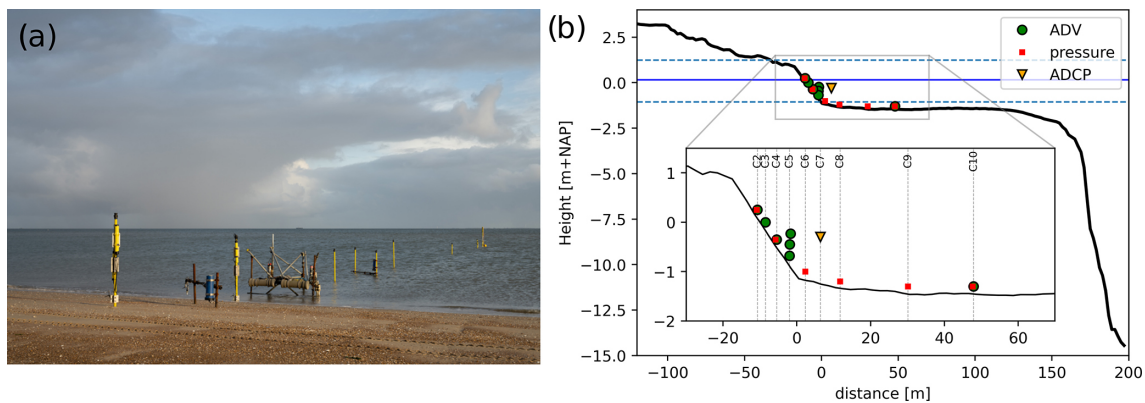 (a)
(b)
2.5
0.0
−2.5
−5.0
−7.5
−10.0
−12.5
−15.0
Height [m+NAP]
ADV
pressure
ADCP
C2
C3
C4
C5
C6
C7
C8
C9
C10
1
0
−1
−2
−20
0
20
40
60
−100
−50
0
50
100
150
200
distance [m]